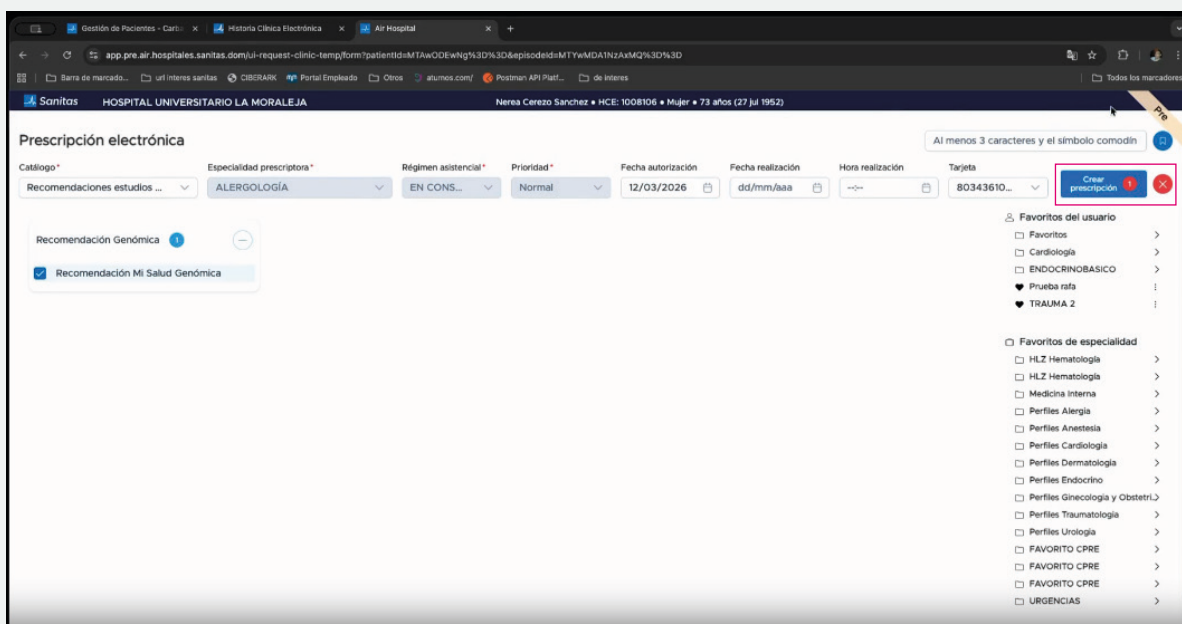 Gestión de Pacientes - Carbu
Historia Clínica Electrónica
Air Hospital
app.pre.air.hospitales.sanitas.dom/ui-request-clinic-temp/form?patientId=MTAwODEwNg%3D%3D&episodeId=MTYwMDA1NzAxMQ%3D%3D
Barra de marcado...
url interes sanitas
CIBERARK
Portal Empleado
Otros
aturnos.com/
Postman API Platf...
de interes
Todos los marcadores
Sanitas
HOSPITAL UNIVERSITARIO LA MORALEJA
Nerea Cerezo Sanchez • HCE: 1008106 • Mujer • 73 años (27 jul 1952)
Pre
Prescripción electrónica
Al menos 3 caracteres y el símbolo comodín
Catálogo*
Especialidad prescriptora*
Régimen asistencial*
Prioridad*
Fecha autorización
Fecha realización
Hora realización
Tarjeta
Recomendaciones estudios ...
ALERGOLOGÍA
EN CONS...
Normal
12/03/2026
dd/mm/aaa
--:--
80343610...
Crear
prescripción
1
Recomendación Genómica 1
Recomendación Mi Salud Genómica
Favoritos del usuario
Favoritos
Cardiología
ENDOCRINOBASICO
Prueba rafa
TRAUMA 2
Favoritos de especialidad
HLZ Hematología
HLZ Hematología
Medicina Interna
Perfiles Alergia
Perfiles Anestesia
Perfiles Cardiologia
Perfiles Dermatologia
Perfiles Endocrino
Perfiles Ginecologia y Obstetri...
Perfiles Traumatologia
Perfiles Urologia
FAVORITO CPRE
FAVORITO CPRE
FAVORITO CPRE
URGENCIAS